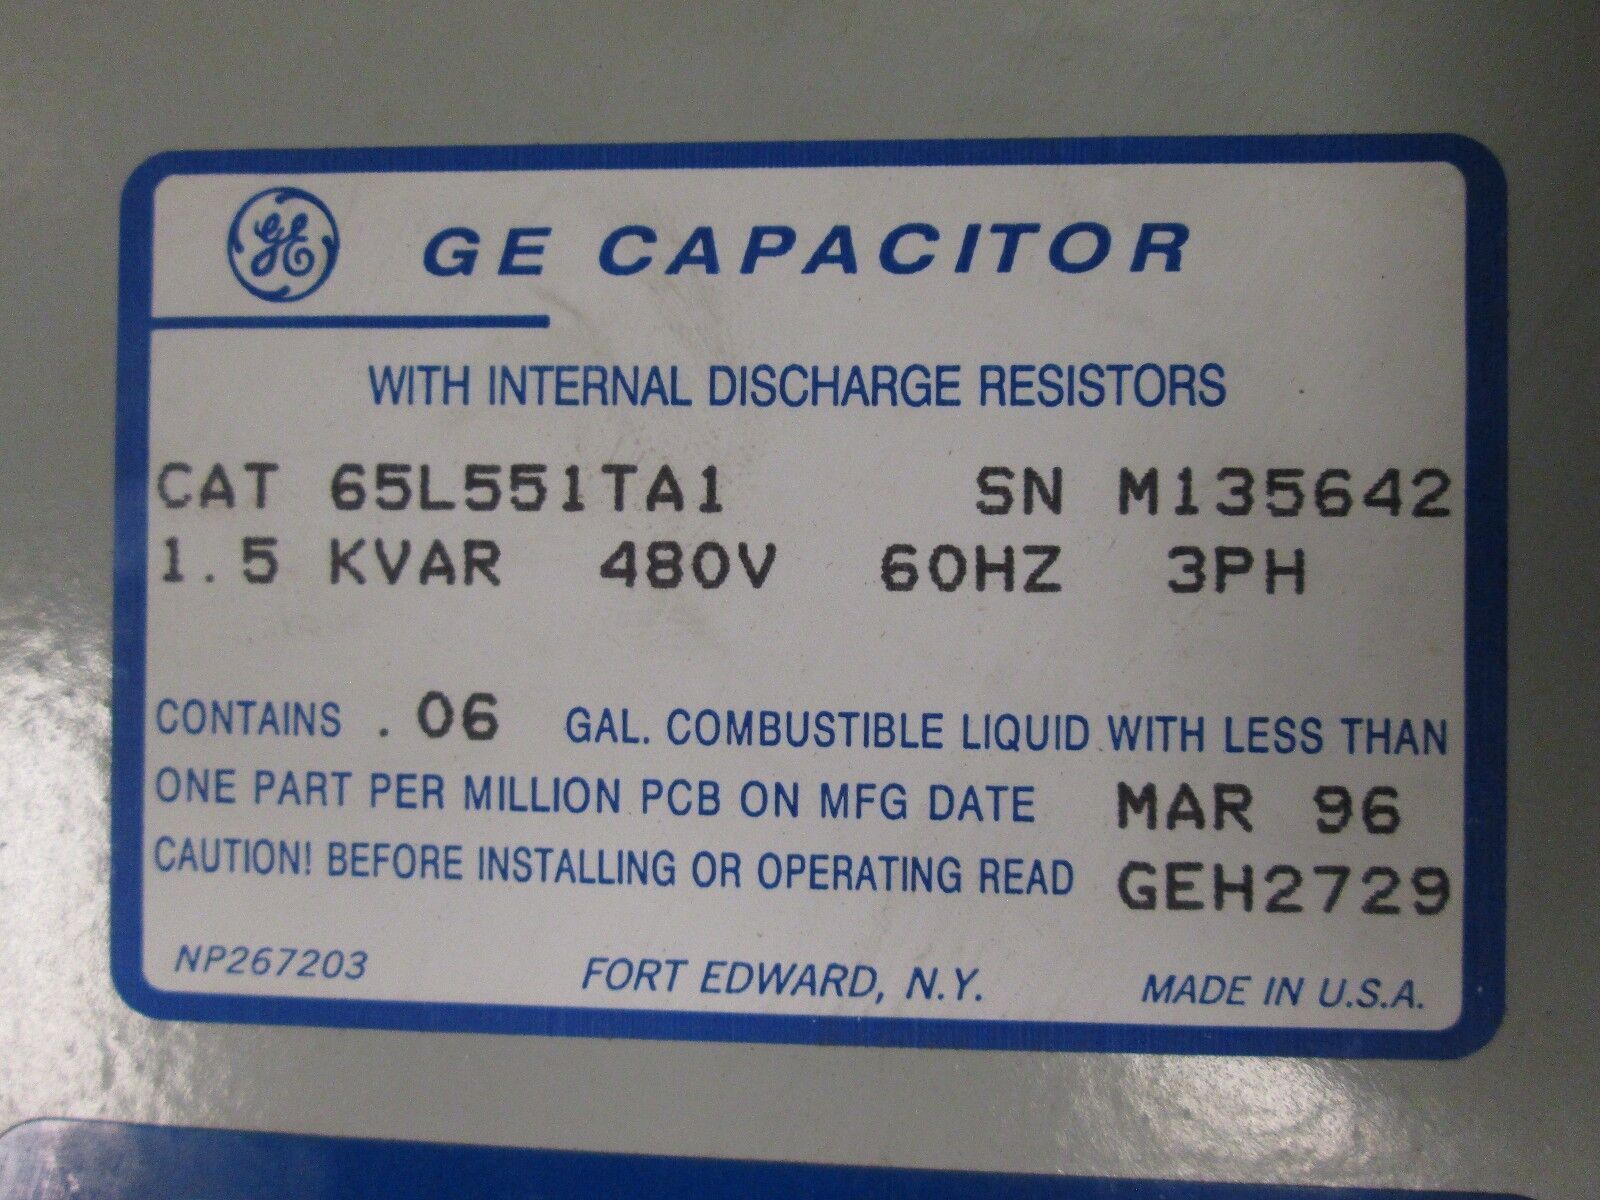 GE GE CAPACITOR
WITH INTERNAL DISCHARGE RESISTORS
CAT 65L551TA1 SN M135642
1.5 KVAR 480V 60HZ 3PH
CONTAINS .06 GAL. COMBUSTIBLE LIQUID WITH LESS THAN
ONE PART PER MILLION PCB ON MFG DATE MAR 96
CAUTION! BEFORE INSTALLING OR OPERATING READ GEH2729
NP267203 FORT EDWARD, N.Y. MADE IN U.S.A.